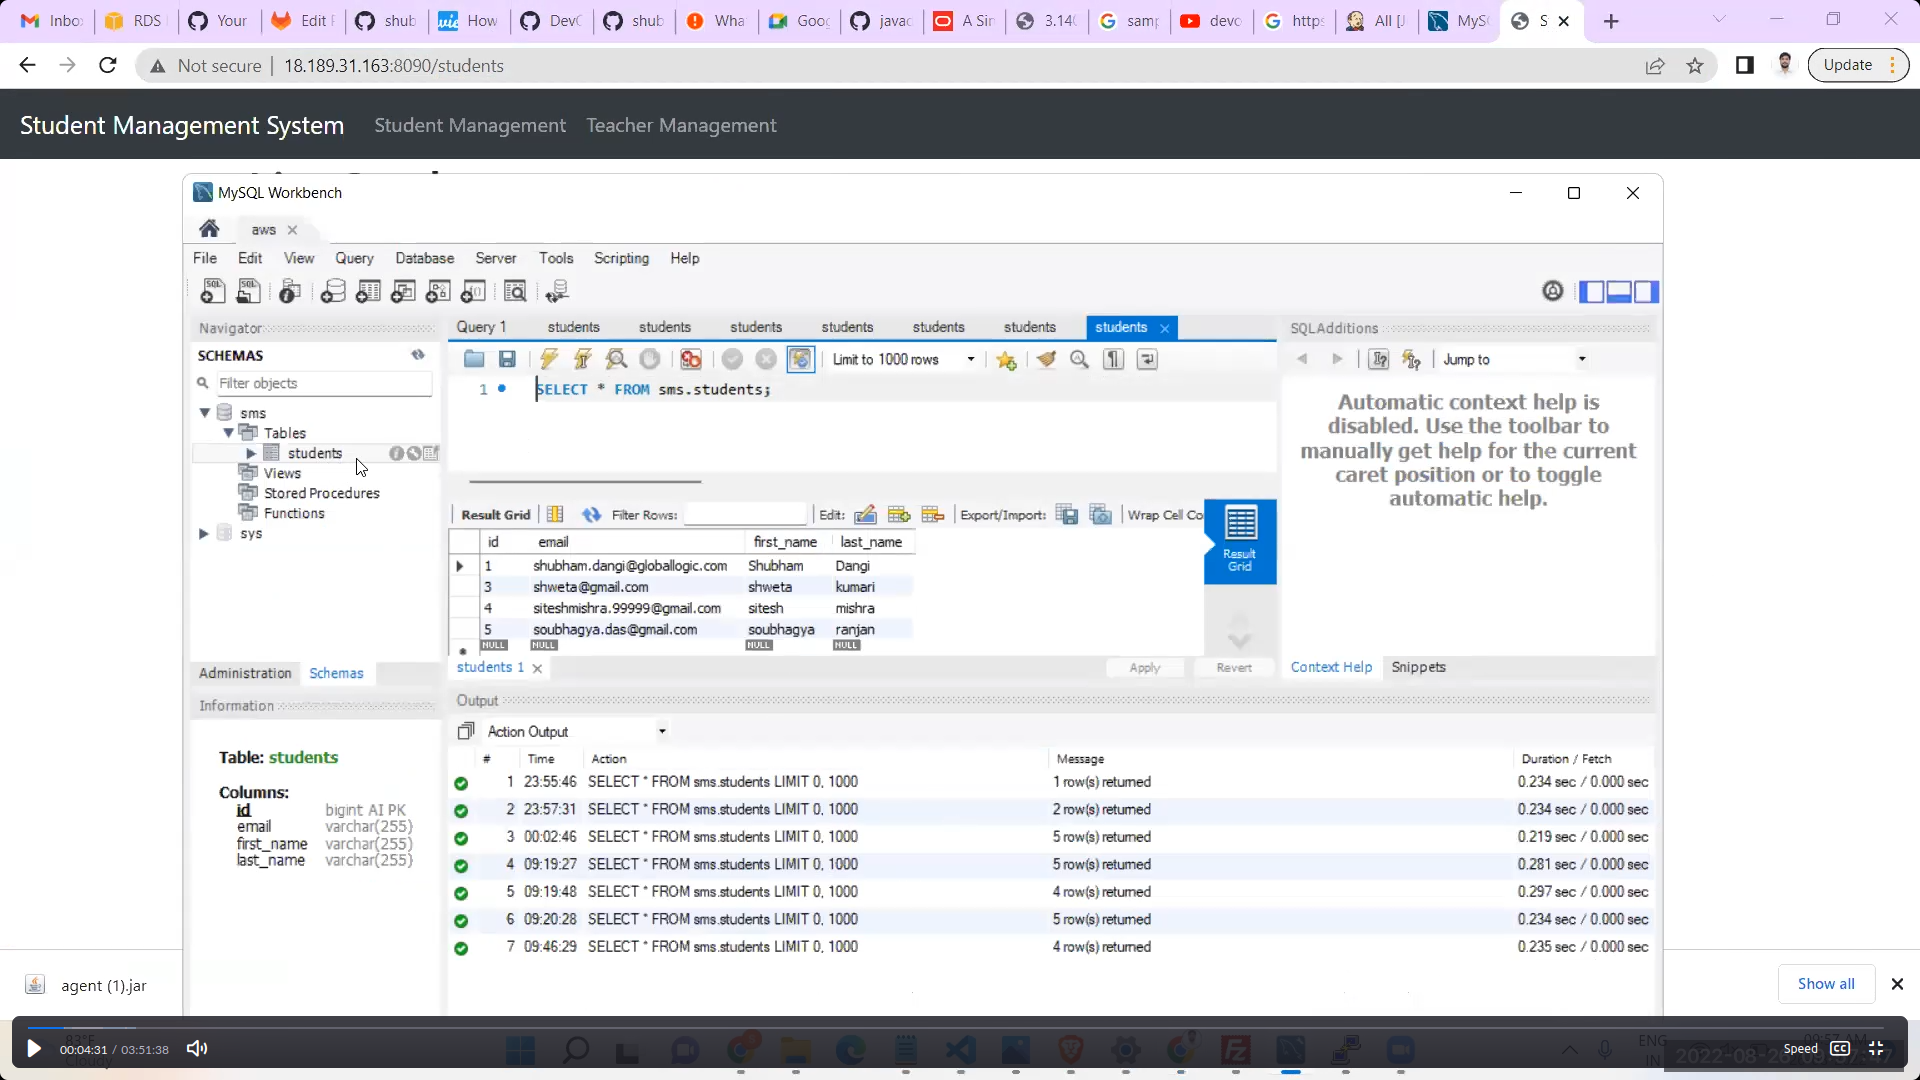 Inbo RDS Your Edit F shub How DevC shub Wha Goog javac A Sin 3.140 samp devo https All [J MySC S
Not secure 18.189.31.163:8090/students Update
Student Management System Student Management Teacher Management
MySQL Workbench
aws
File Edit View Query Database Server Tools Scripting Help
Navigator Query 1 students students students students students students students SQLAdditions
SCHEMAS Limit to 1000 rows Jump to
Filter objects
1 SELECT * FROM sms.students;
sms
Tables
students
Views
Stored Procedures
Functions
sys
Automatic context help is
disabled. Use the toolbar to
manually get help for the current
caret position or to toggle
automatic help.
Result Grid Filter Rows: Edit: Export/Import: Wrap Cell Co
Result
Grid
id email first_name last_name
1 shubham.dangi@globallogic.com Shubham Dangi
3 shweta@gmail.com shweta kumari
4 siteshmishra.99999@gmail.com sitesh mishra
5 soubhagya.das@gmail.com soubhagya ranjan
NULL NULL NULL NULL
students 1 Apply Revert Context Help Snippets
Administration Schemas
Information
Table: students
Columns:
id bigint AI PK
email varchar(255)
first_name varchar(255)
last_name varchar(255)
Output
Action Output
# Time Action Message Duration / Fetch
1 23:55:46 SELECT * FROM sms.students LIMIT 0, 1000 1 row(s) returned 0.234 sec / 0.000 sec
2 23:57:31 SELECT * FROM sms.students LIMIT 0, 1000 2 row(s) returned 0.234 sec / 0.000 sec
3 00:02:46 SELECT * FROM sms.students LIMIT 0, 1000 5 row(s) returned 0.219 sec / 0.000 sec
4 09:19:27 SELECT * FROM sms.students LIMIT 0, 1000 5 row(s) returned 0.281 sec / 0.000 sec
5 09:19:48 SELECT * FROM sms.students LIMIT 0, 1000 4 row(s) returned 0.297 sec / 0.000 sec
6 09:20:28 SELECT * FROM sms.students LIMIT 0, 1000 5 row(s) returned 0.234 sec / 0.000 sec
7 09:46:29 SELECT * FROM sms.students LIMIT 0, 1000 4 row(s) returned 0.235 sec / 0.000 sec
agent (1).jar Show all
00:04:31 / 03:51:38 Speed CC
ENG
IN